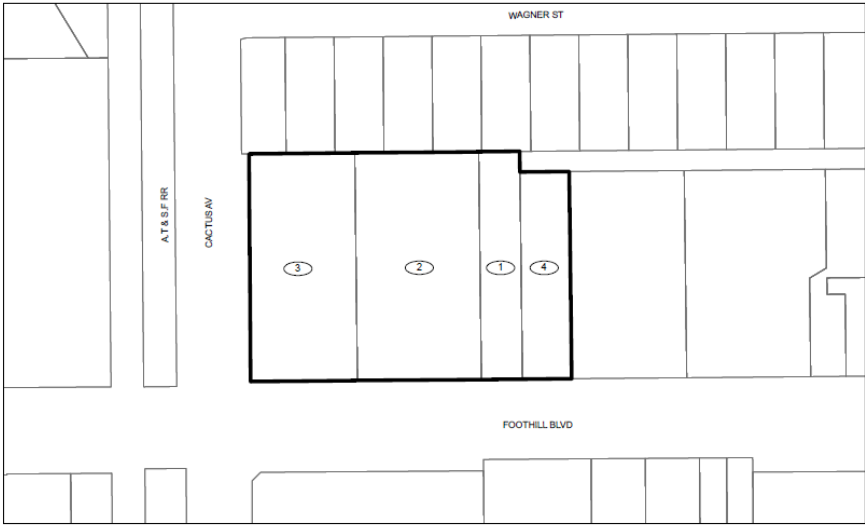 WAGNER ST
A.T & S.F RR
CACTUS AV
3
2
1
4
FOOTHILL BLVD